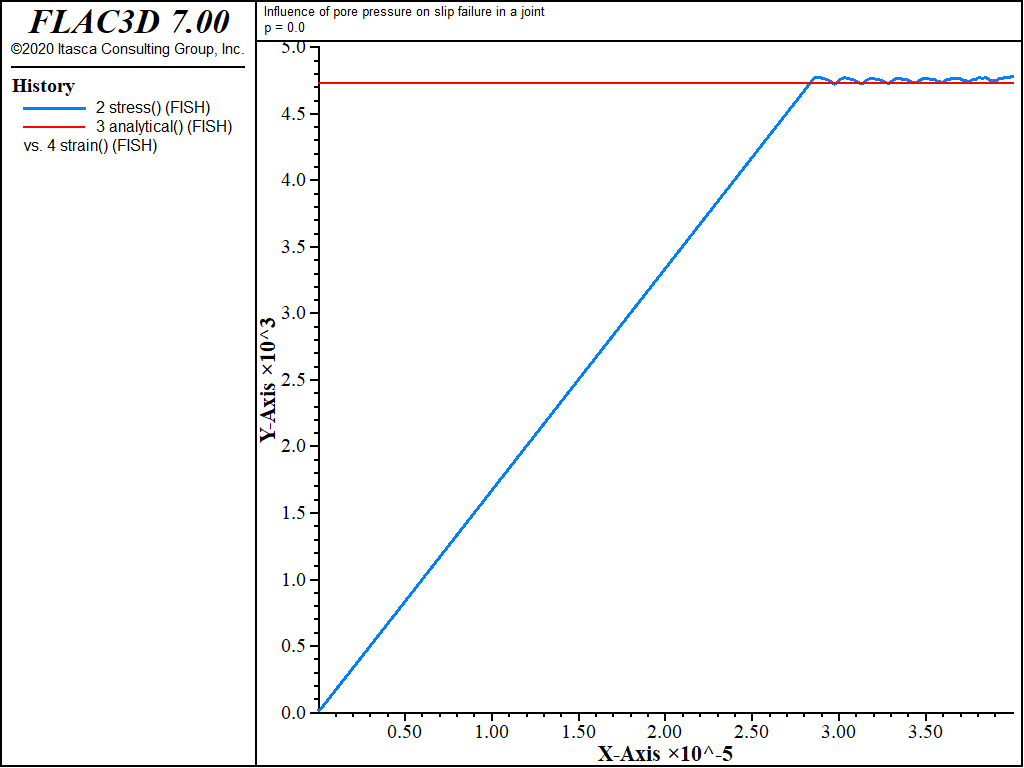 FLAC3D 7.00
©2020 Itasca Consulting Group, Inc.
History
2 stress() (FISH)
3 analytical() (FISH)
vs. 4 strain() (FISH)
Influence of pore pressure on slip failure in a joint
p = 0.0
5.0
4.5
4.0
3.5
3.0
2.5
2.0
1.5
1.0
0.5
0.0
Y-Axis ×10^3
0.50 1.00 1.50 2.00 2.50 3.00 3.50
X-Axis ×10^-5